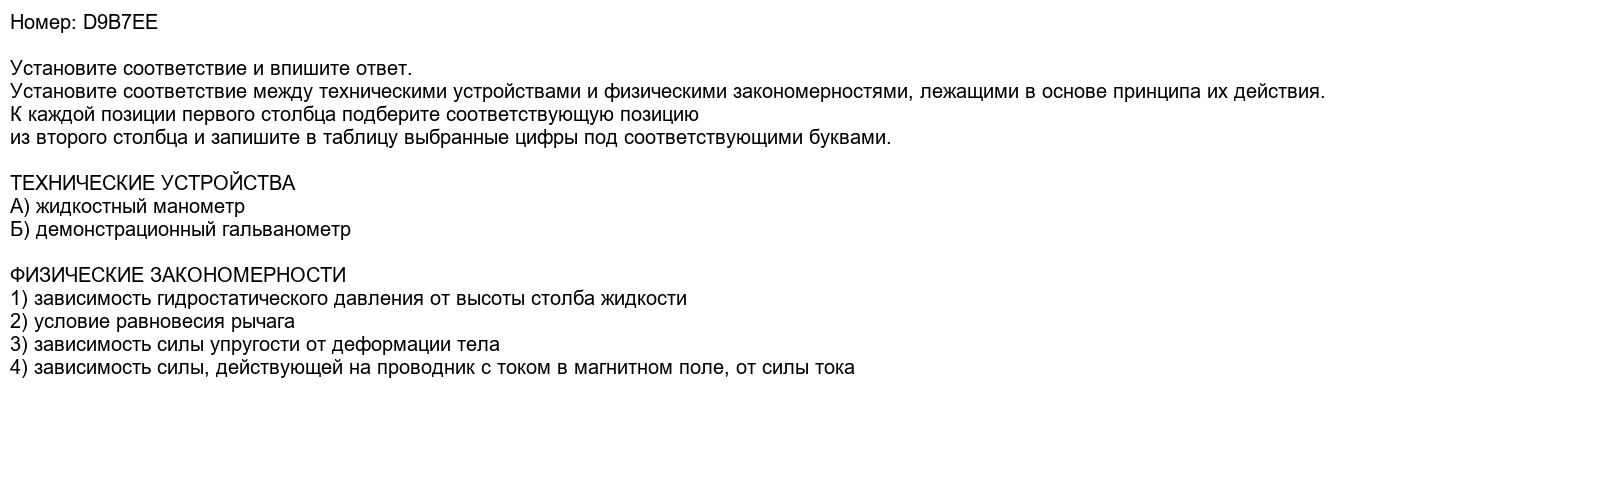 Номер: D9B7EE
Установите соответствие и впишите ответ.
Установите соответствие между техническими устройствами и физическими закономерностями, лежащими в основе принципа их действия.
К каждой позиции первого столбца подберите соответствующую позицию
из второго столбца и запишите в таблицу выбранные цифры под соответствующими буквами.
ТЕХНИЧЕСКИЕ УСТРОЙСТВА
А) жидкостный манометр
Б) демонстрационный гальванометр
ФИЗИЧЕСКИЕ ЗАКОНОМЕРНОСТИ
1) зависимость гидростатического давления от высоты столба жидкости
2) условие равновесия рычага
3) зависимость силы упругости от деформации тела
4) зависимость силы, действующей на проводник с током в магнитном поле, от силы тока